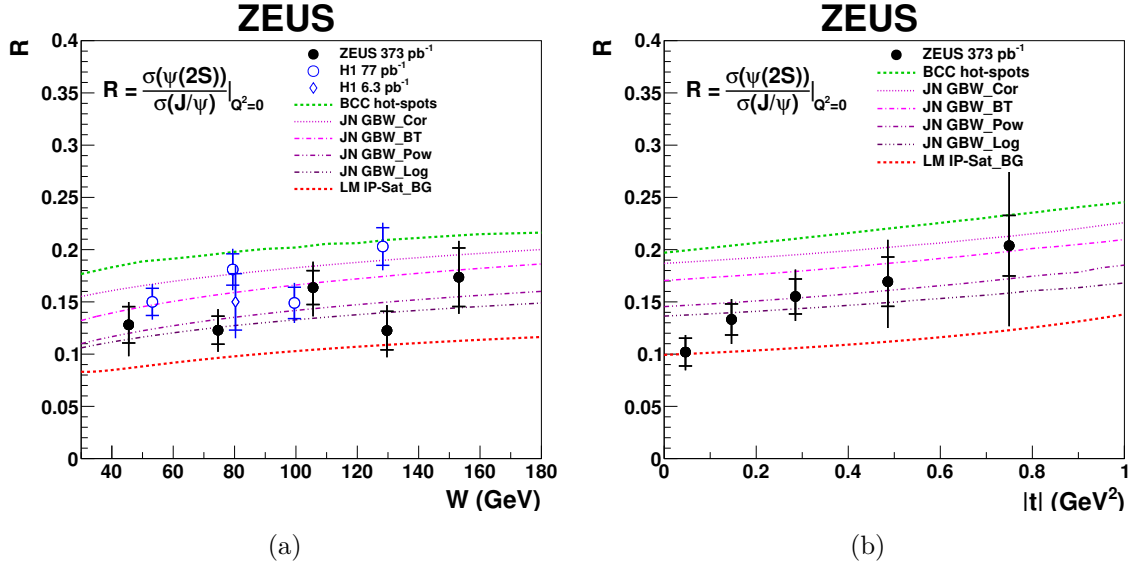 ZEUS
R
0.4
0.35
0.3
0.25
0.2
0.15
0.1
0.05
0
R = σ(ψ(2S)) / σ(J/ψ) |Q²=0
ZEUS 373 pb⁻¹
H1 77 pb⁻¹
H1 6.3 pb⁻¹
BCC hot-spots
JN GBW_Cor
JN GBW_BT
JN GBW_Pow
JN GBW_Log
LM IP-Sat_BG
40 60 80 100 120 140 160 180
W (GeV)
(a)
ZEUS
R
0.4
0.35
0.3
0.25
0.2
0.15
0.1
0.05
0
R = σ(ψ(2S)) / σ(J/ψ) |Q²=0
ZEUS 373 pb⁻¹
BCC hot-spots
JN GBW_Cor
JN GBW_BT
JN GBW_Pow
JN GBW_Log
LM IP-Sat_BG
0 0.2 0.4 0.6 0.8 1
|t| (GeV²)
(b)